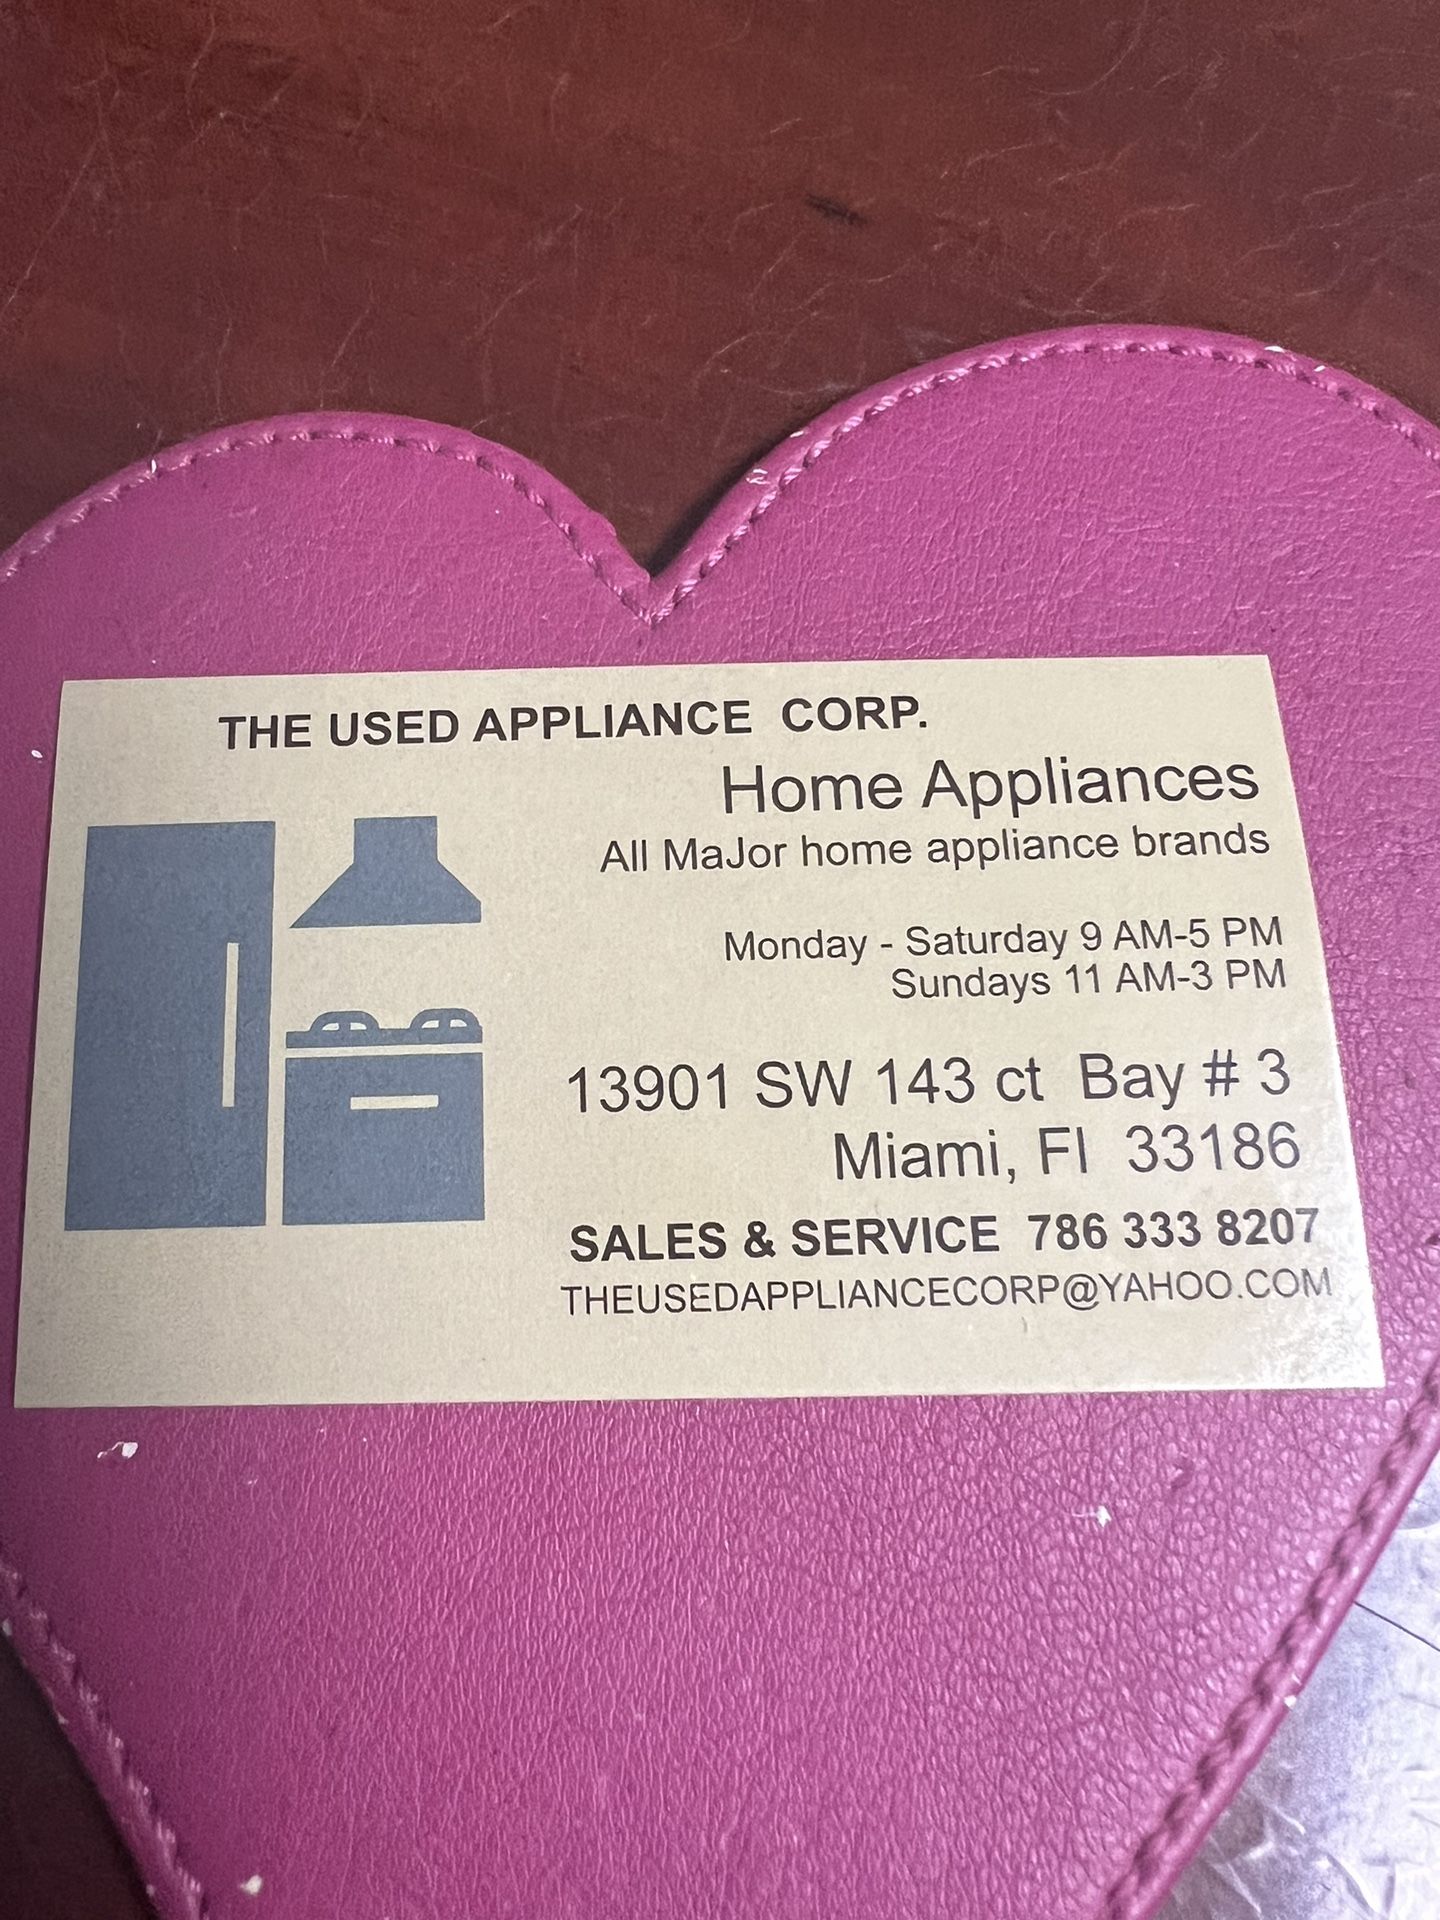 THE USED APPLIANCE CORP.
Home Appliances
All MaJor home appliance brands
Monday - Saturday 9 AM-5 PM
Sundays 11 AM-3 PM
13901 SW 143 ct Bay # 3
Miami, Fl 33186
SALES & SERVICE 786 333 8207
THEUSEDAPPLIANCECORP@YAHOO.COM